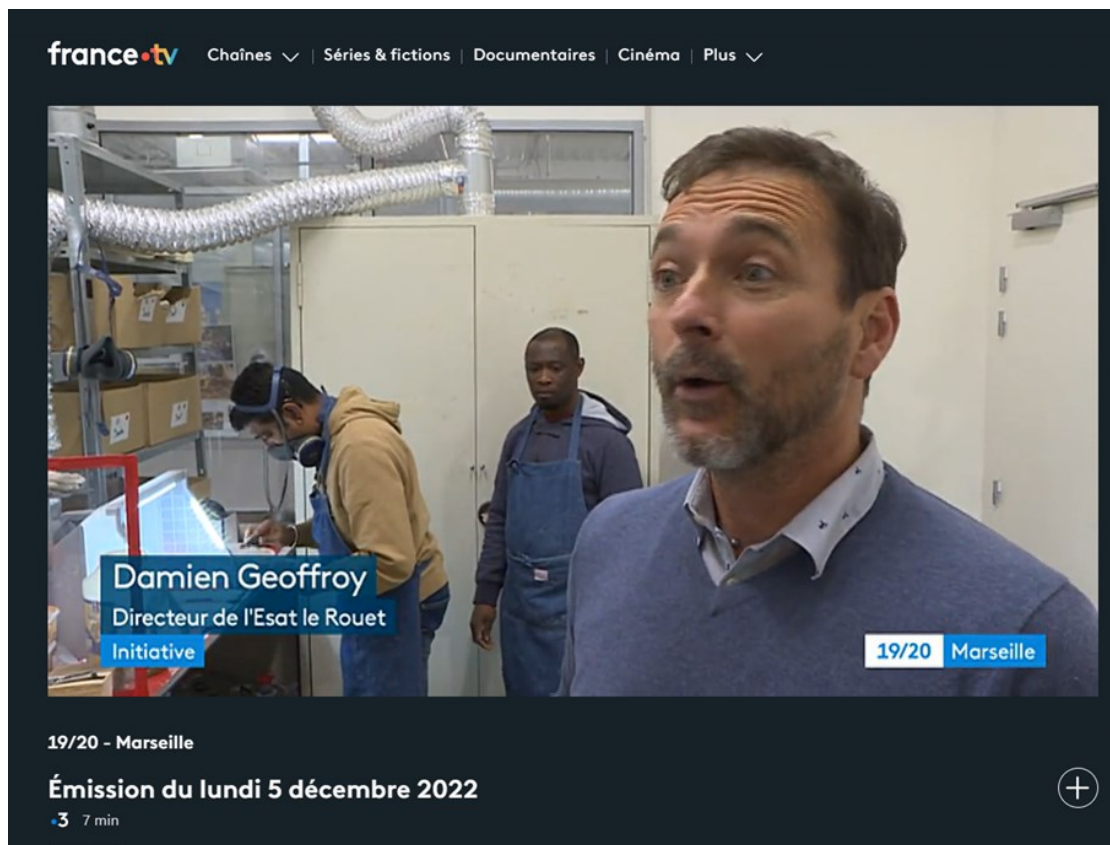 france•tv
Chaînes | Séries & fictions | Documentaires | Cinéma | Plus
Damien Geoffroy
Directeur de l'Esat le Rouet
Initiative
19/20 Marseille
19/20 - Marseille
Émission du lundi 5 décembre 2022
•3 7 min